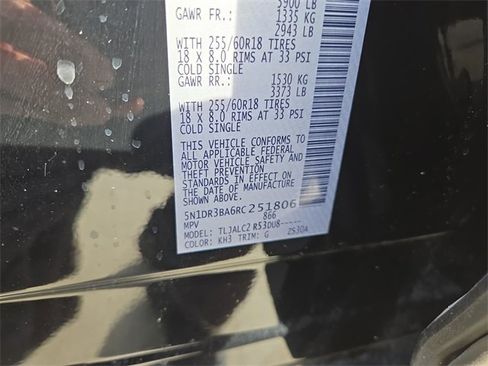 5900 LB
GAWR FR.: 1335 KG
2943 LB
WITH 255/60R18 TIRES
18 X 8.0 RIMS AT 33 PSI
COLD SINGLE
GAWR RR.: 1530 KG
3373 LB
WITH 255/60R18 TIRES
18 X 8.0 RIMS AT 33 PSI
COLD SINGLE
THIS VEHICLE CONFORMS TO
ALL APPLICABLE FEDERAL
MOTOR VEHICLE SAFETY AND
THEFT PREVENTION
STANDARDS IN EFFECT ON
THE DATE OF MANUFACTURE
5N1DR3BA6RC251806
MPV 866
MODEL: TLJALC2 R53DU8-----
COLOR: KH3 TRIM: G ZS30A